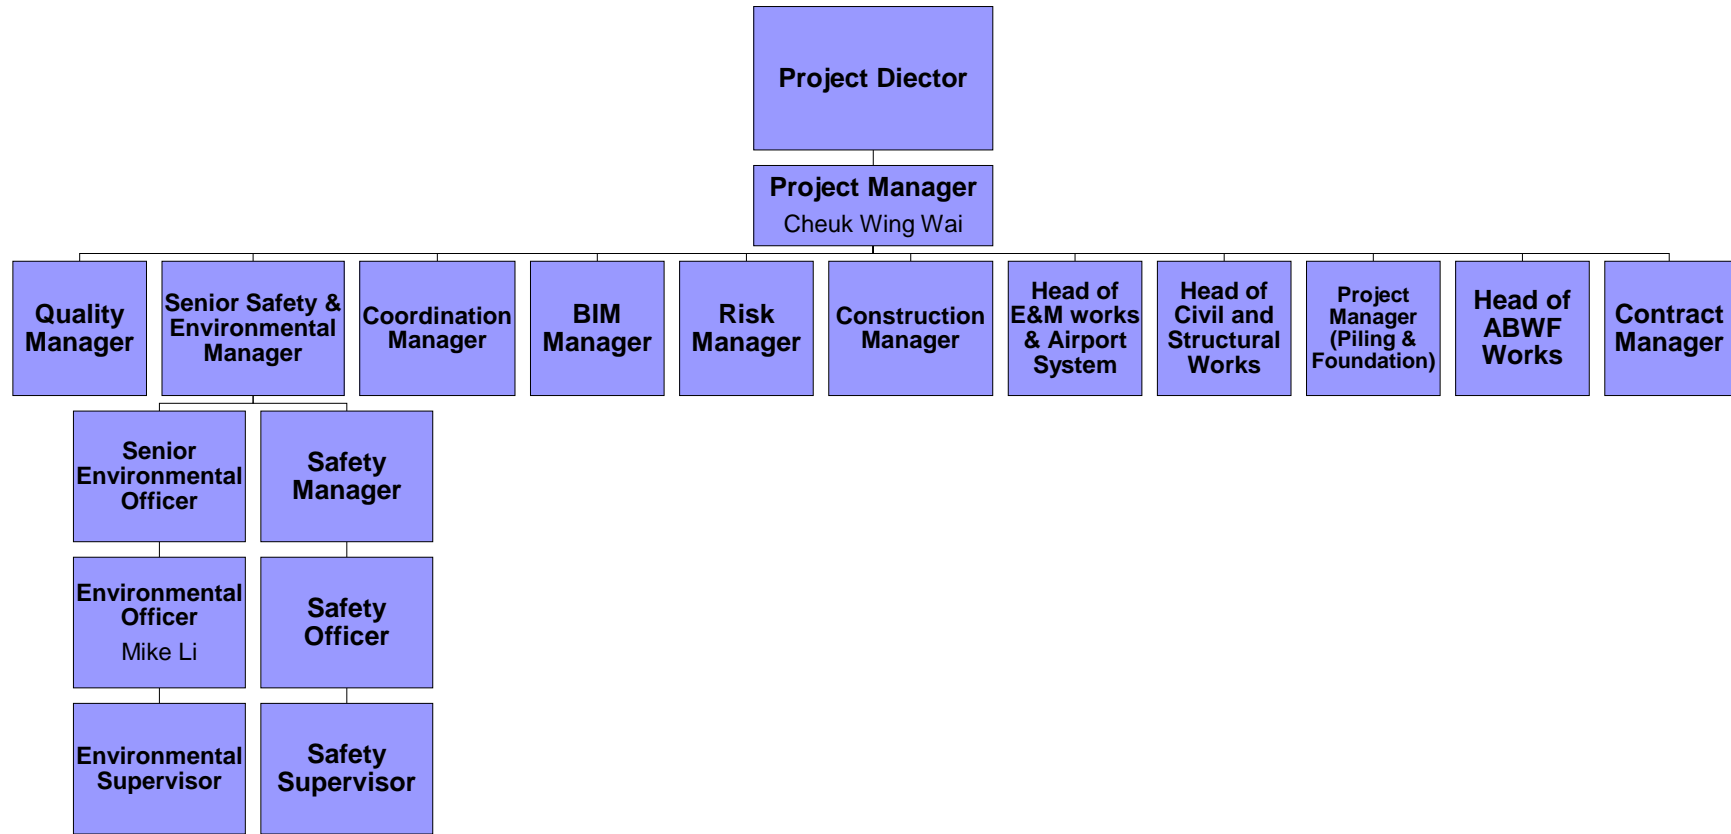 Project Diector
Project Manager
Cheuk Wing Wai
Quality
Manager
Senior Safety &
Environmental
Manager
Coordination
Manager
BIM
Manager
Risk
Manager
Construction
Manager
Head of
E&M works
& Airport
System
Head of
Civil and
Structural
Works
Project
Manager
(Piling &
Foundation)
Head of
ABWF
Works
Contract
Manager
Senior
Environmental
Officer
Safety
Manager
Environmental
Officer
Mike Li
Safety
Officer
Environmental
Supervisor
Safety
Supervisor